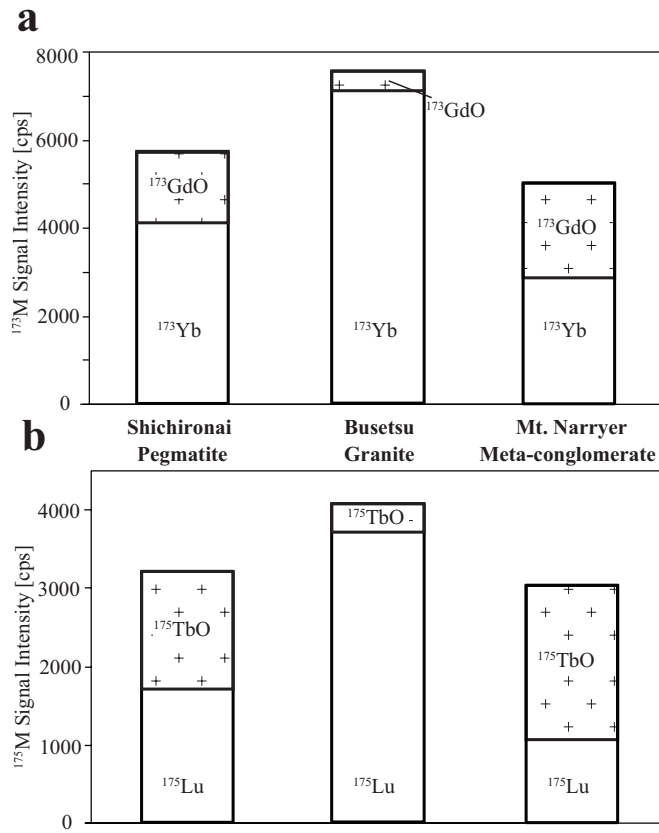 a
8000
6000
4000
2000
0
¹⁷³M Signal Intensity [cps]
¹⁷³GdO
¹⁷³Yb
¹⁷³GdO
¹⁷³Yb
¹⁷³GdO
¹⁷³Yb
Shichironai
Pegmatite
Busetsu
Granite
Mt. Narryer
Meta-conglomerate
b
4000
3000
2000
1000
0
¹⁷⁵M Signal Intensity [cps]
¹⁷⁵TbO
¹⁷⁵Lu
¹⁷⁵TbO
¹⁷⁵Lu
¹⁷⁵TbO
¹⁷⁵Lu